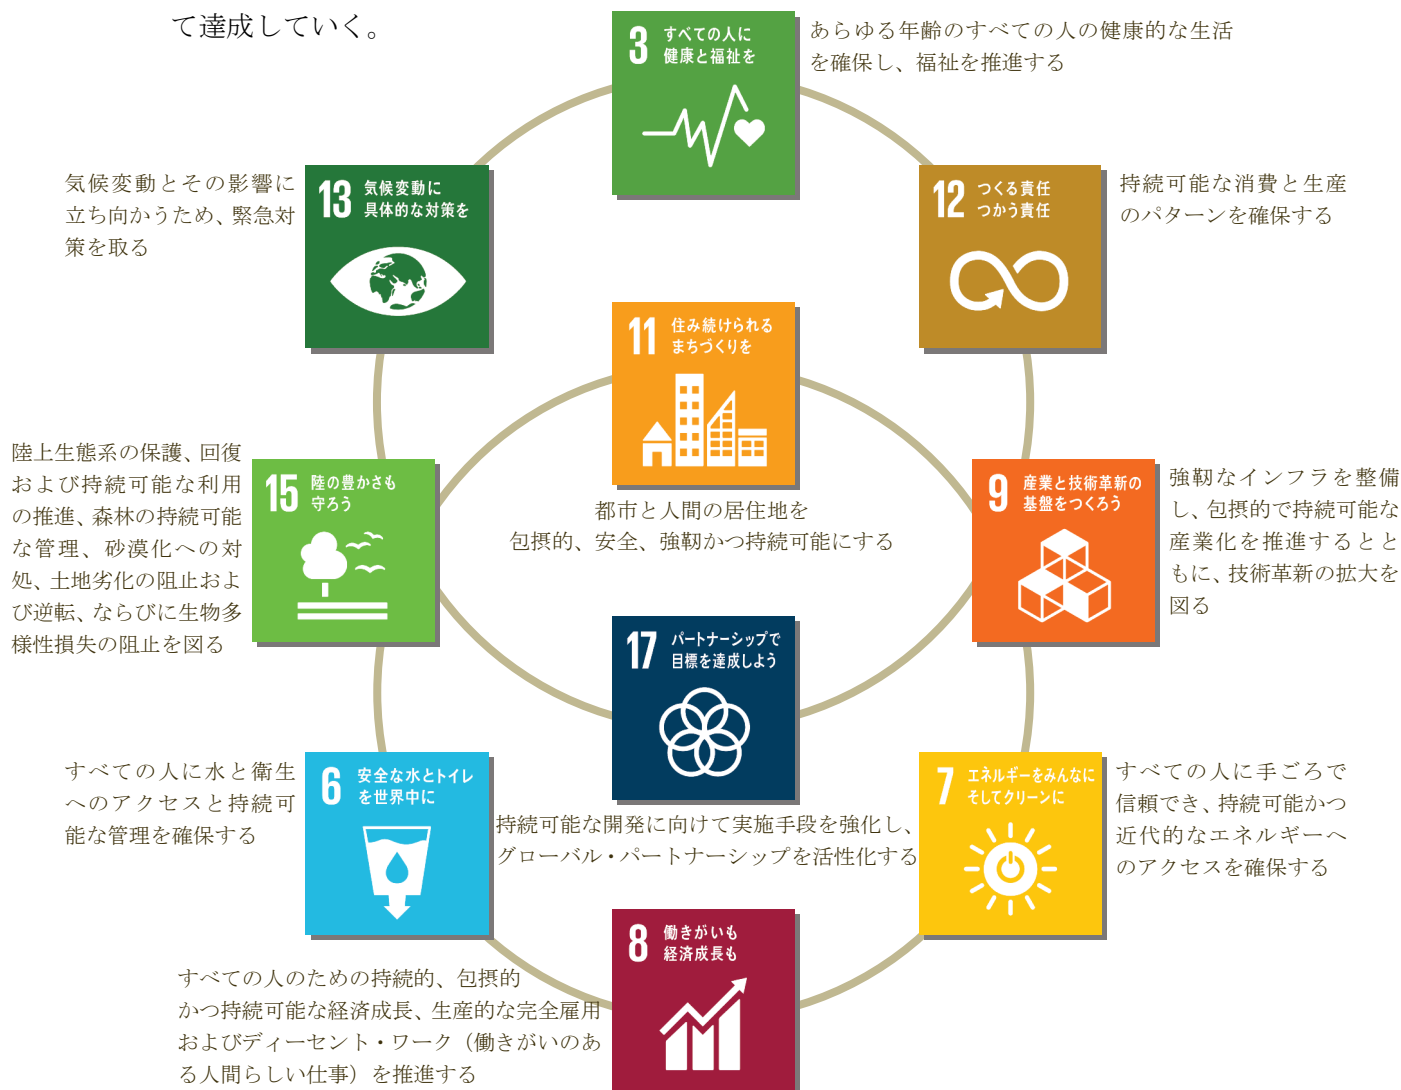 て達成していく。
3 すべての人に
健康と福祉を
あらゆる年齢のすべての人の健康的な生活
を確保し、福祉を推進する
13 気候変動に
具体的な対策を
気候変動とその影響に
立ち向かうため、緊急対
策を取る
12 つくる責任
つかう責任
持続可能な消費と生産
のパターンを確保する
11 住み続けられる
まちづくりを
都市と人間の居住地を
包摂的、安全、強靭かつ持続可能にする
15 陸の豊かさも
守ろう
陸上生態系の保護、回復
および持続可能な利用
の推進、森林の持続可能
な管理、砂漠化への対
処、土地劣化の阻止およ
び逆転、ならびに生物多
様性損失の阻止を図る
9 産業と技術革新の
基盤をつくろう
強靭なインフラを整備
し、包摂的で持続可能な
産業化を推進するとと
もに、技術革新の拡大を
図る
17 パートナーシップで
目標を達成しよう
持続可能な開発に向けて実施手段を強化し、
グローバル・パートナーシップを活性化する
6 安全な水とトイレ
を世界中に
すべての人に水と衛生
へのアクセスと持続可
能な管理を確保する
7 エネルギーをみんなに
そしてクリーンに
すべての人に手ごろで
信頼でき、持続可能かつ
近代的なエネルギーへ
のアクセスを確保する
8 働きがいも
経済成長も
すべての人のための持続的、包摂的
かつ持続可能な経済成長、生産的な完全雇用
およびディーセント・ワーク（働きがいのあ
る人間らしい仕事）を推進する